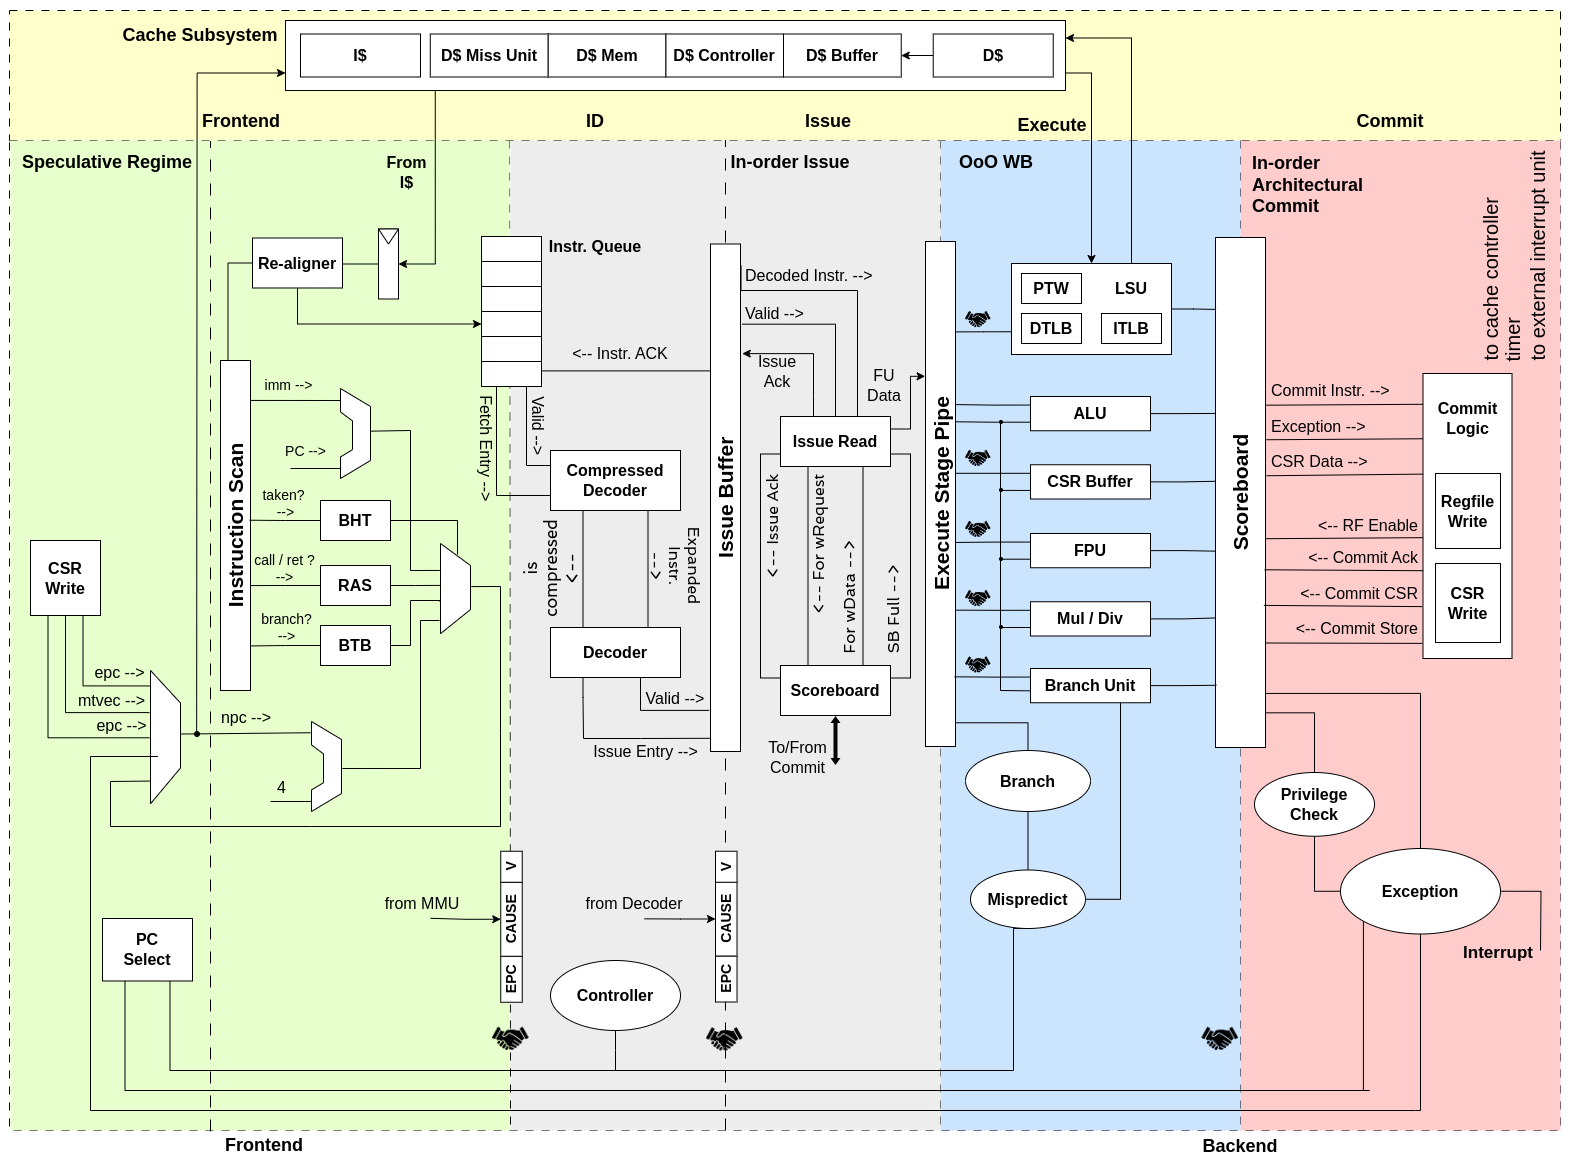 Cache Subsystem
I$
D$ Miss Unit
D$ Mem
D$ Controller
D$ Buffer
D$
Frontend
ID
Issue
Execute
Commit
Speculative Regime
From
I$
In-order Issue
OoO WB
In-order
Architectural
Commit
to cache controller
timer
to external interrupt unit
Re-aligner
Instr. Queue
Instruction Scan
imm -->
PC -->
taken?
-->
BHT
call / ret ?
-->
RAS
branch?
-->
BTB
CSR
Write
epc -->
mtvec -->
epc -->
npc -->
4
<-- Instr. ACK
Fetch Entry -->
Valid -->
Compressed
Decoder
is
compressed
<--
Expanded
Instr.
-->
Decoder
Valid -->
Issue Entry -->
Issue Buffer
Decoded Instr. -->
Valid -->
Issue
Ack
FU
Data
Issue Read
<-- Issue Ack
<-- For wRequest
For wData -->
SB Full -->
Scoreboard
To/From
Commit
Execute Stage Pipe
PTW
LSU
DTLB
ITLB
ALU
CSR Buffer
FPU
Mul / Div
Branch Unit
Branch
Mispredict
Scoreboard
Commit Instr. -->
Exception -->
CSR Data -->
<-- RF Enable
<-- Commit Ack
<-- Commit CSR
<-- Commit Store
Commit
Logic
Regfile
Write
CSR
Write
Privilege
Check
Exception
Interrupt
from MMU
V
CAUSE
EPC
from Decoder
V
CAUSE
EPC
PC
Select
Controller
Frontend
Backend